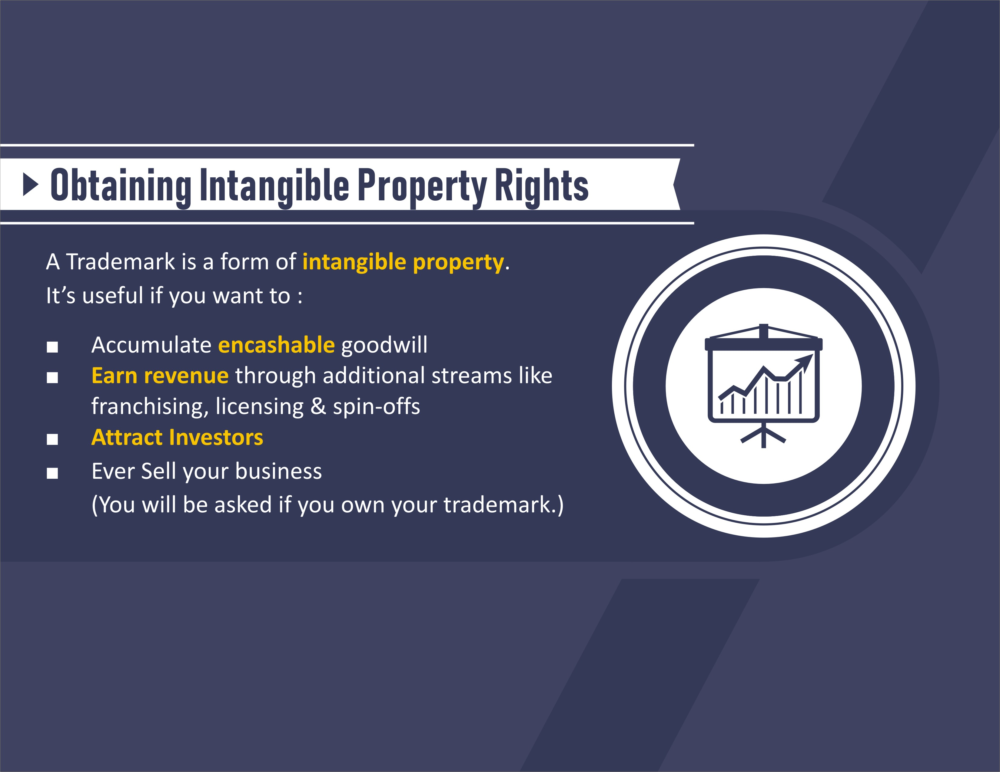 Obtaining Intangible Property Rights
A Trademark is a form of intangible property.
It’s useful if you want to :
■ Accumulate encashable goodwill
■ Earn revenue through additional streams like
franchising, licensing & spin-offs
■ Attract Investors
■ Ever Sell your business
(You will be asked if you own your trademark.)